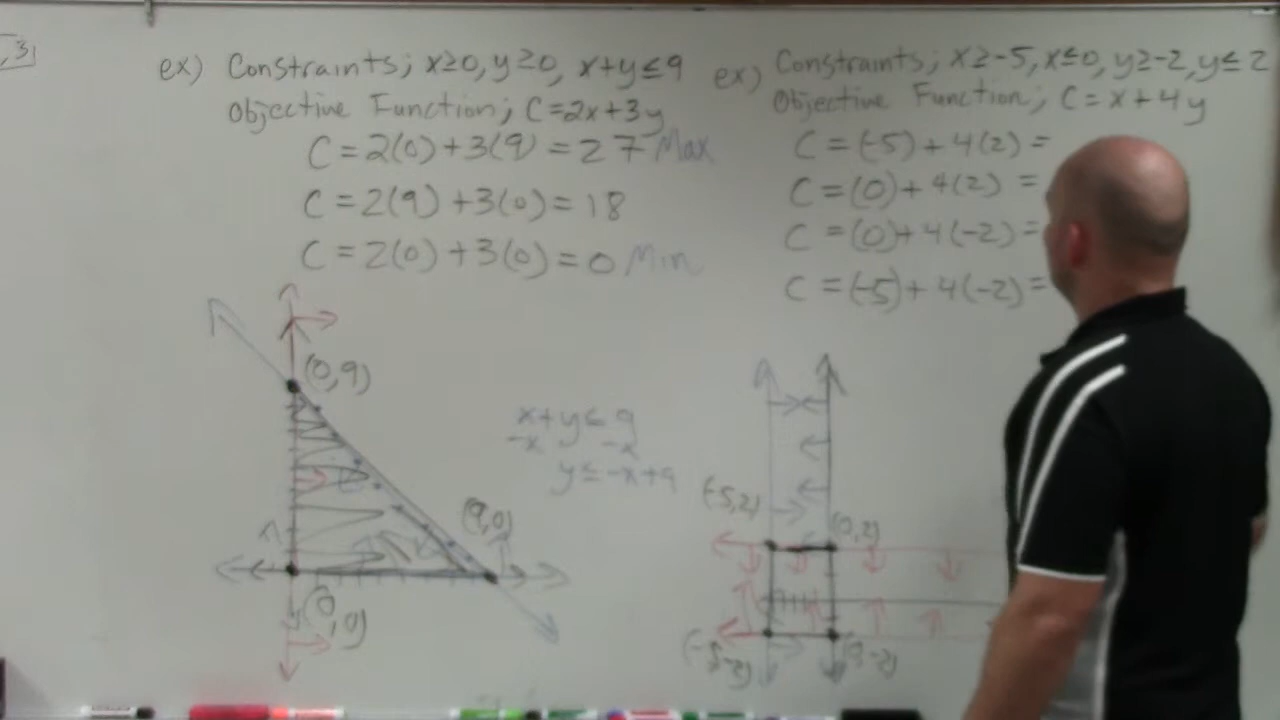 ,3
ex) Constraints; x≥0, y≥0, x+y≤9
Objective Function; C=2x+3y
C = 2(0)+3(9) = 27 Max
C = 2(9)+3(0) = 18
C = 2(0)+3(0) = 0 Min
(0,9)
x+y≤9
-x -x
y≤-x+9
(9,0)
(0,0)
ex) Constraints; x≥-5, x≤0, y≥-2, y≤2
Objective Function; C=x+4y
C = (-5)+4(2) =
C = (0)+4(2) =
C = (0)+4(-2) =
C = (-5)+4(-2) =
(-5,2)
(0,2)
(-5,-2)
(0,-2)